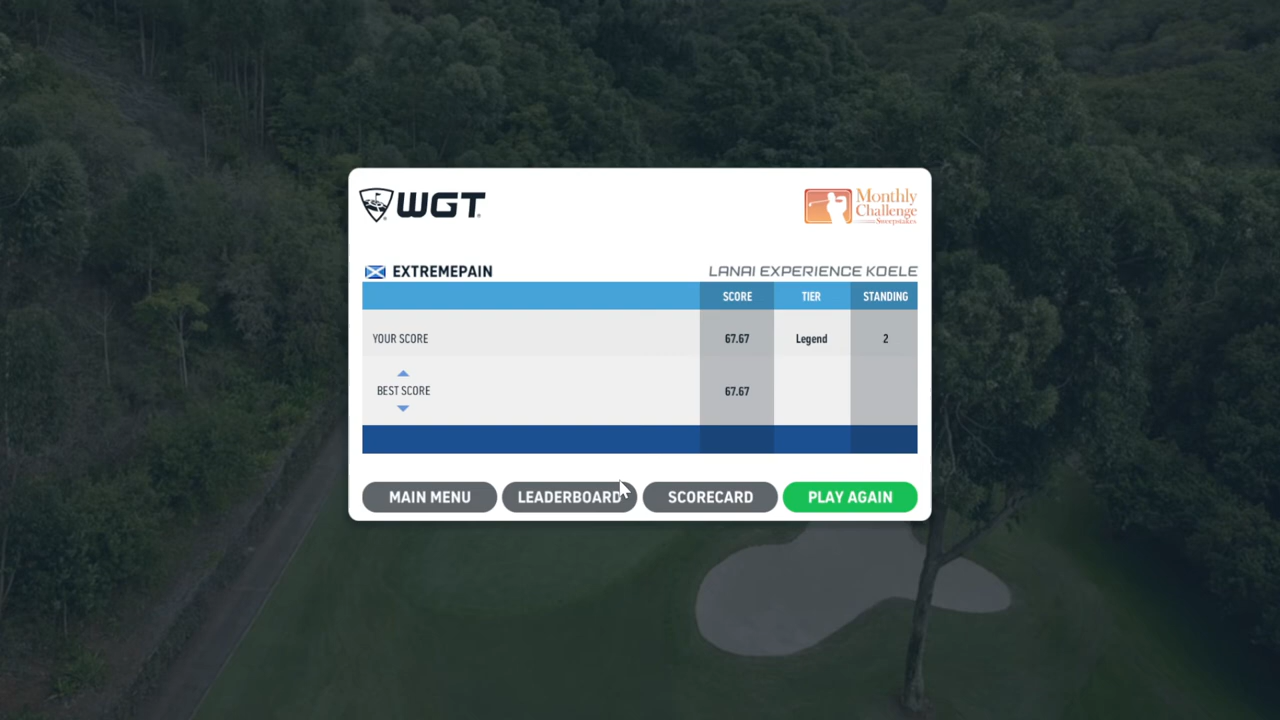 WGT
Monthly
Challenge
Sweepstakes
EXTREMEPAIN
LANAI EXPERIENCE KOELE
SCORE TIER STANDING
YOUR SCORE 67.67 Legend 2
BEST SCORE 67.67
MAIN MENU LEADERBOARD SCORECARD PLAY AGAIN